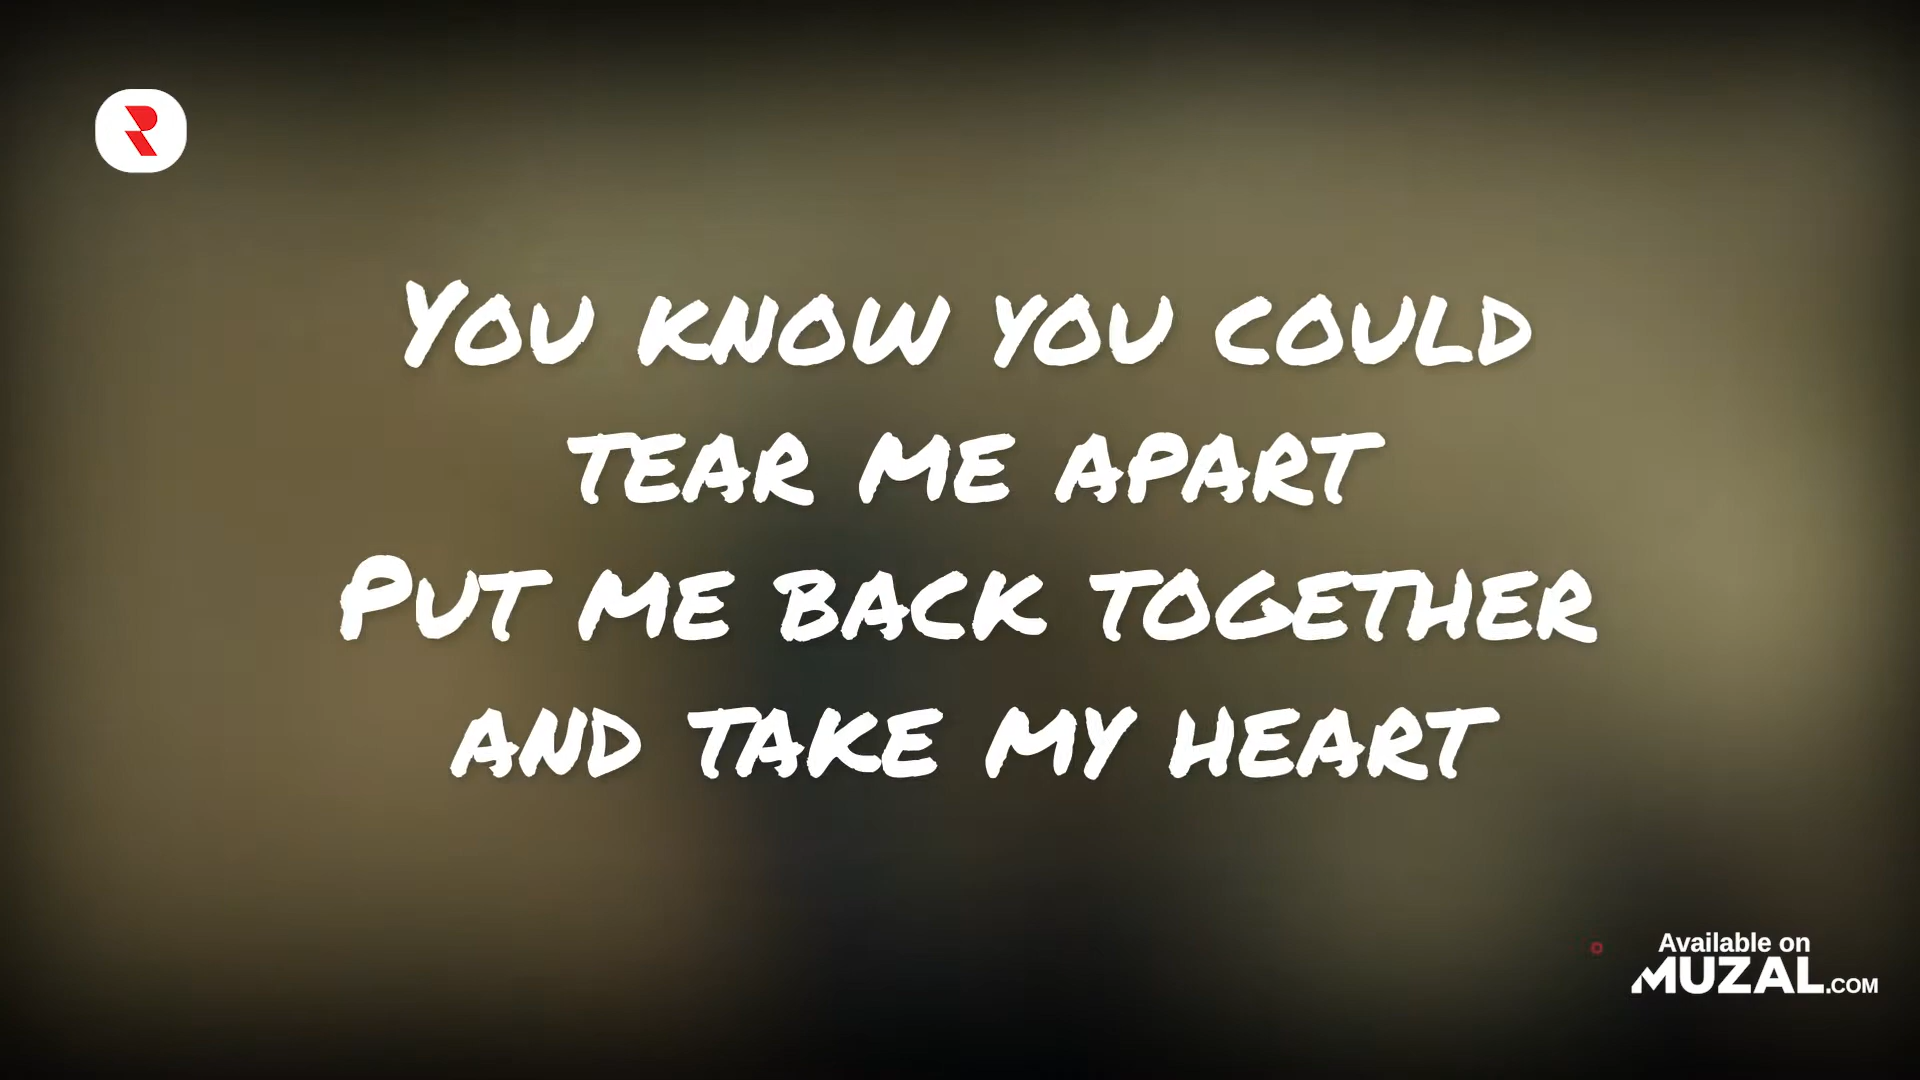 You know you could
tear me apart
Put me back together
and take my heart
Available on
MUZAL.COM